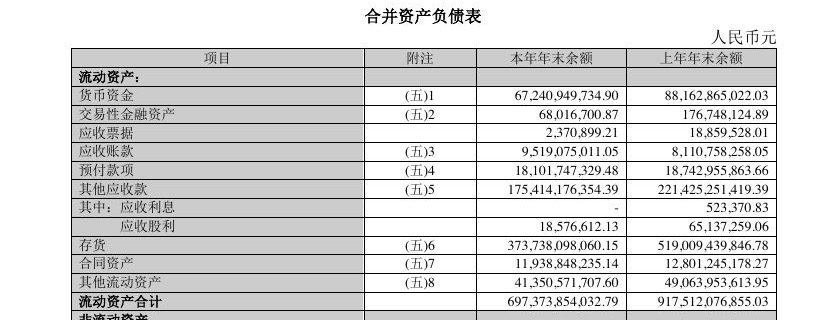 合并资产负债表
人民币元
项目 附注 本年年末余额 上年年末余额
流动资产：
货币资金 (五)1 67,240,949,734.90 88,162,865,022.03
交易性金融资产 (五)2 68,016,700.87 176,748,124.89
应收票据 2,370,899.21 18,859,528.01
应收账款 (五)3 9,519,075,011.05 8,110,758,258.05
预付款项 (五)4 18,101,747,329.48 18,742,955,863.66
其他应收款 (五)5 175,414,176,354.39 221,425,251,419.39
其中：应收利息 - 523,370.83
应收股利 18,576,612.13 65,137,259.06
存货 (五)6 373,738,098,060.15 519,009,439,846.78
合同资产 (五)7 11,938,848,235.14 12,801,245,178.27
其他流动资产 (五)8 41,350,571,707.60 49,063,953,613.95
流动资产合计 697,373,854,032.79 917,512,076,855.03
非流动资产